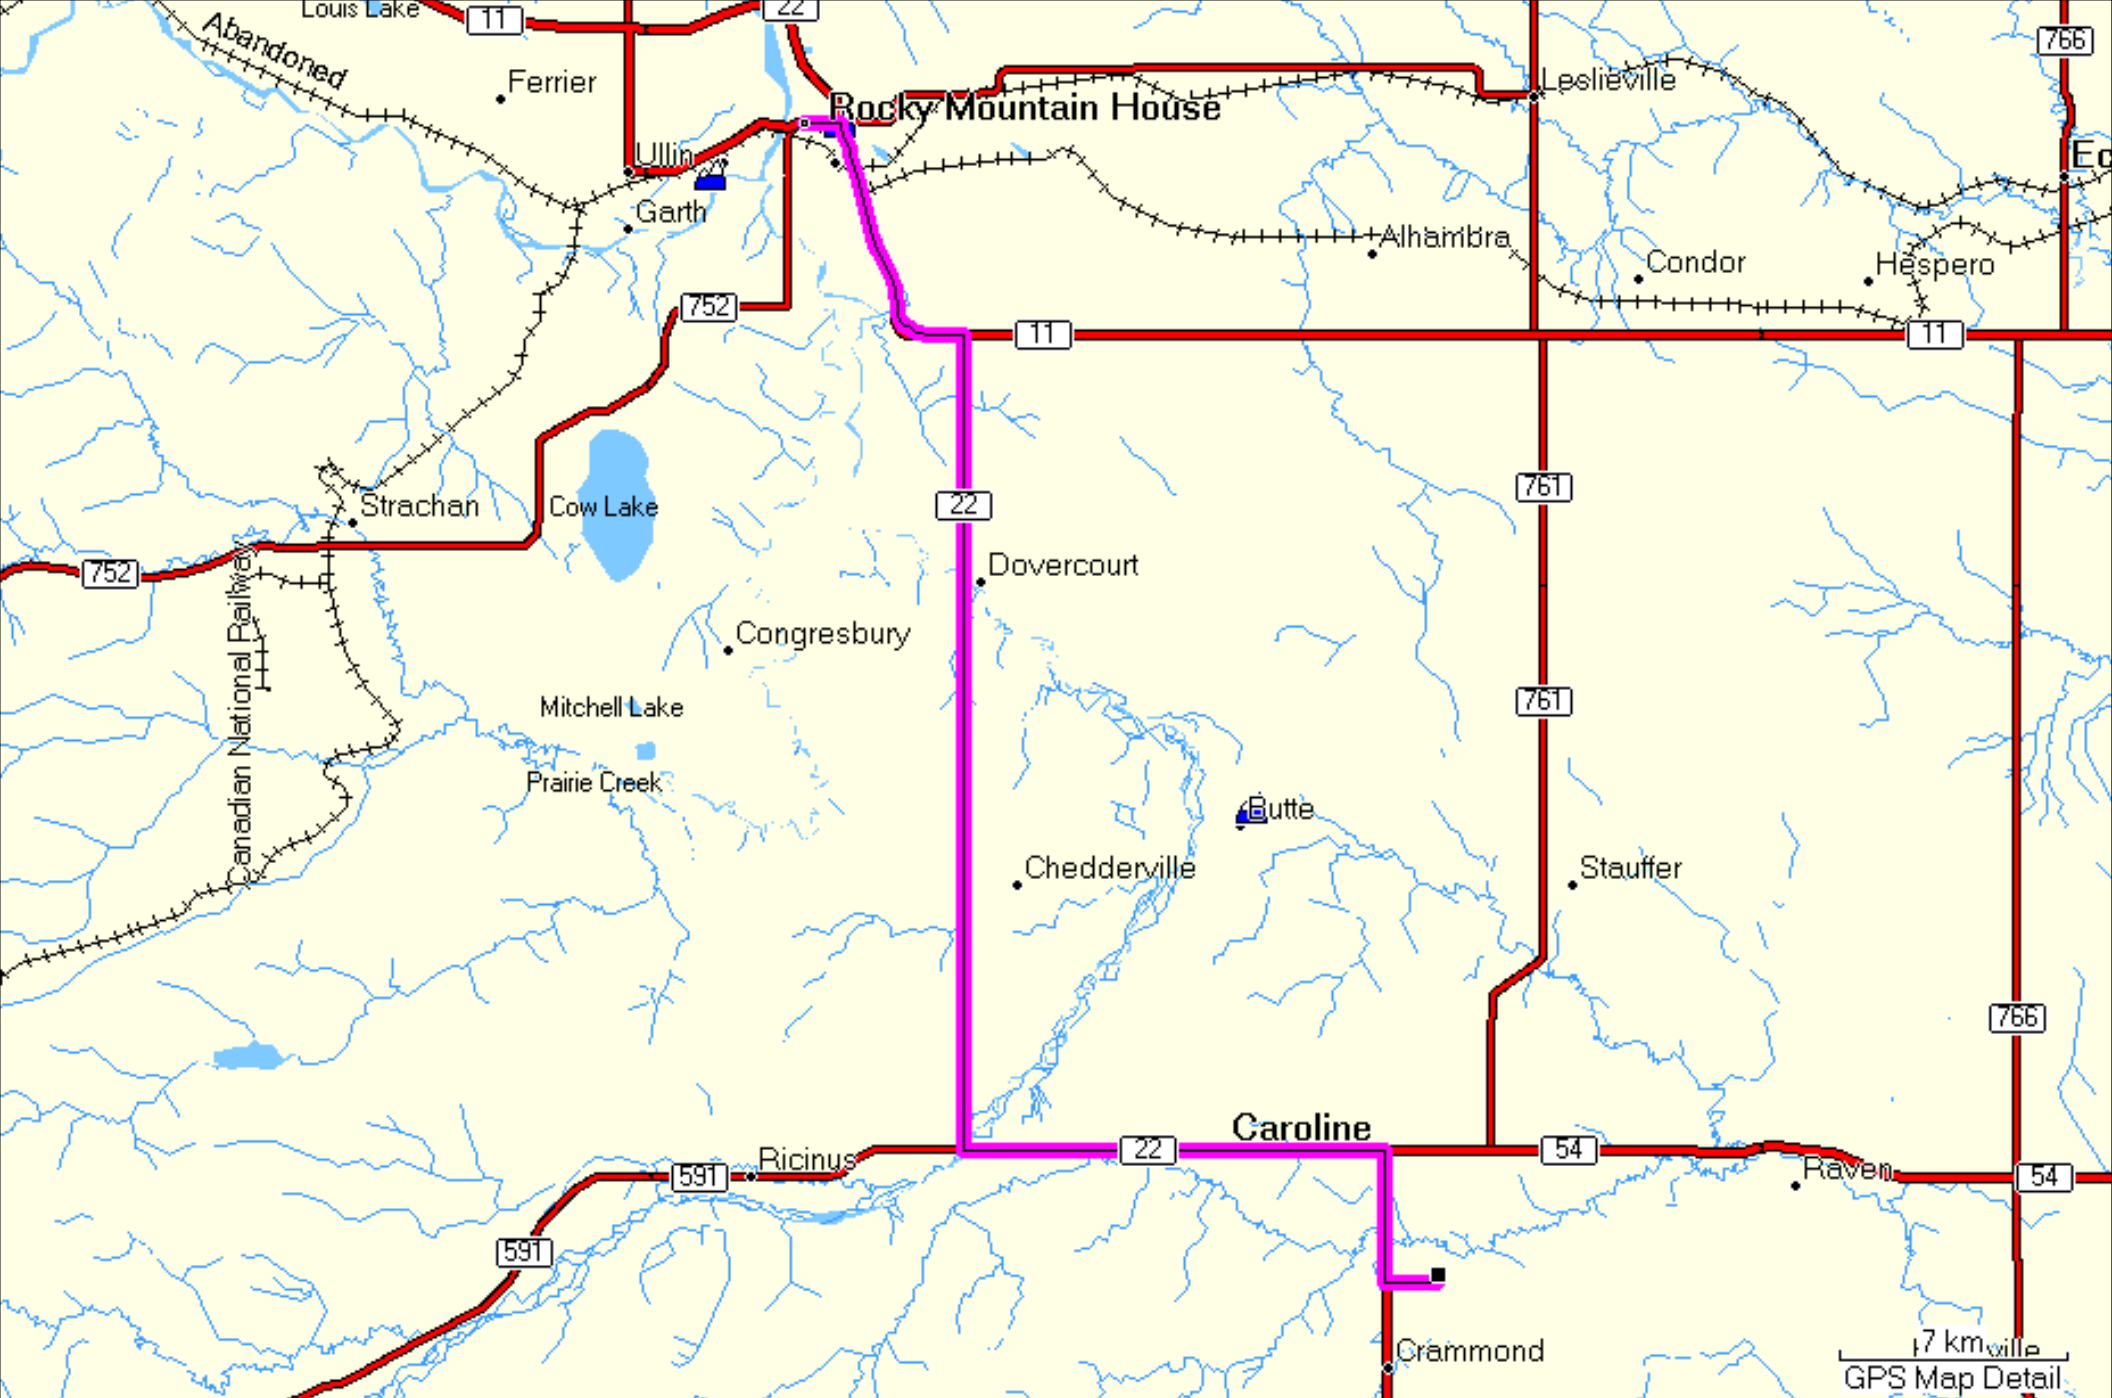 Louis Lake
11
22
766
Abandoned
Ferrier
Leslieville
Rocky Mountain House
Ullin
Garth
Alhambra
Condor
Hespero
752
11
11
22
761
Strachan
Cow Lake
752
Dovercourt
Congresbury
Canadian National Railway
Mitchell Lake
761
Prairie Creek
Butte
Chedderville
Stauffer
766
Caroline
22
54
Ricinus
591
Raven
54
591
Crammond
7 km
GPS Map Detail